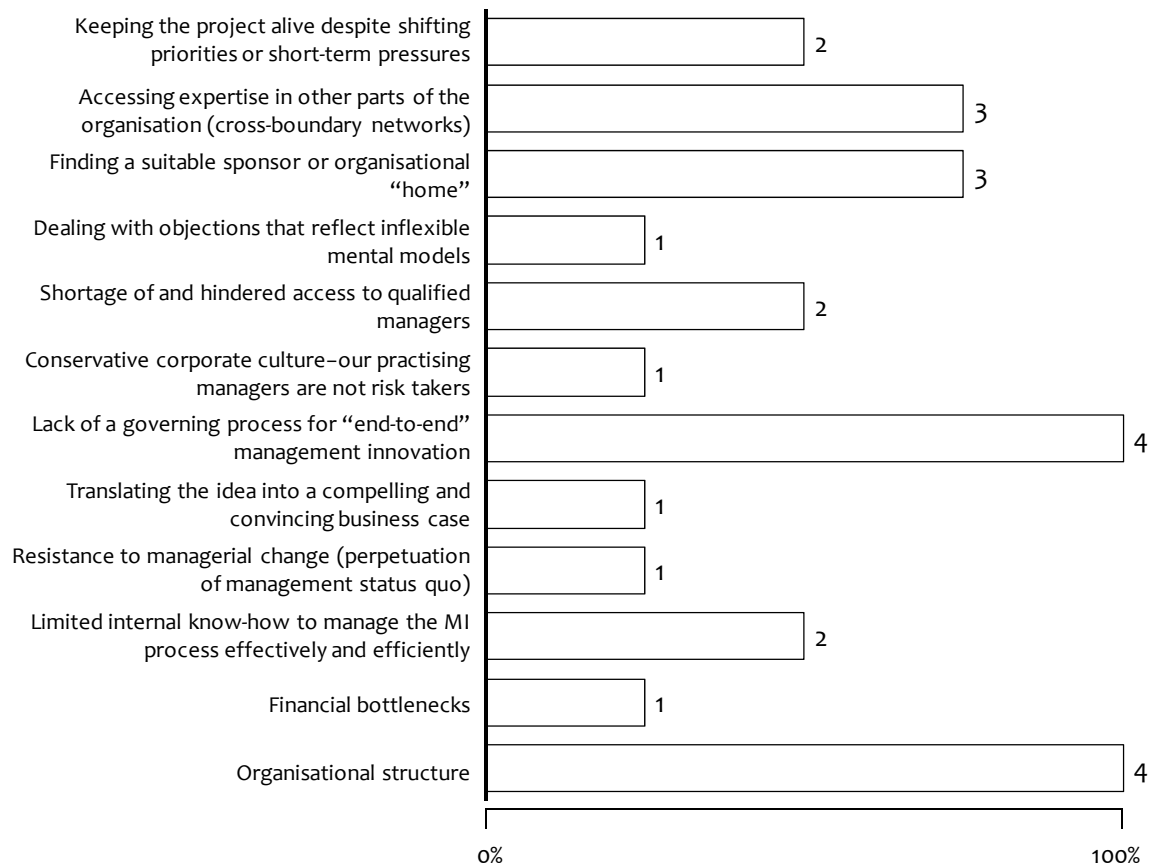 Keeping the project alive despite shifting
priorities or short-term pressures
2
Accessing expertise in other parts of the
organisation (cross-boundary networks)
3
Finding a suitable sponsor or organisational
“home”
3
Dealing with objections that reflect inflexible
mental models
1
Shortage of and hindered access to qualified
managers
2
Conservative corporate culture–our practising
managers are not risk takers
1
Lack of a governing process for “end-to-end”
management innovation
4
Translating the idea into a compelling and
convincing business case
1
Resistance to managerial change (perpetuation
of management status quo)
1
Limited internal know-how to manage the MI
process effectively and efficiently
2
Financial bottlenecks
1
Organisational structure
4
0%
100%